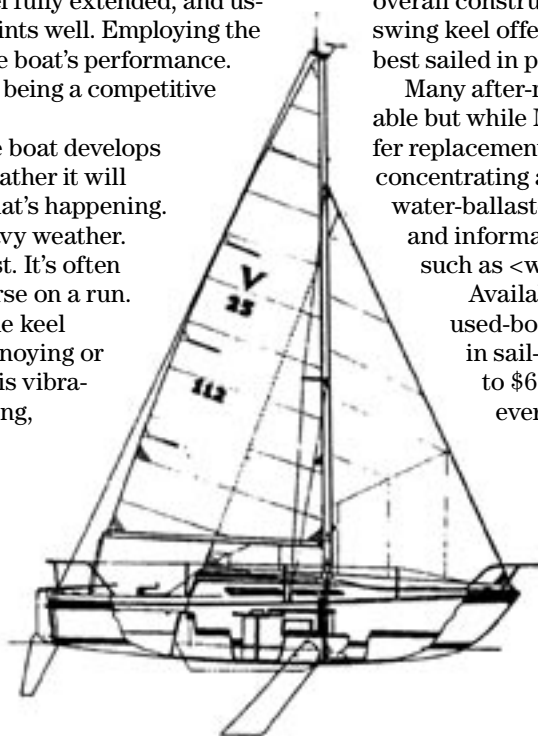 el fully extended, and us-
ints well. Employing the
e boat's performance.
being a competitive
e boat develops
ather it will
hat's happening.
vy weather.
st. It's often
rse on a run.
e keel
noying or
is vibra-
ng,
V
25
112
overall constru
swing keel offe
best sailed in p
Many after-r
able but while M
fer replacement
concentrating a
water-ballast
and informa
such as <w
Availa
used-bo
in sail-
to $6
ever